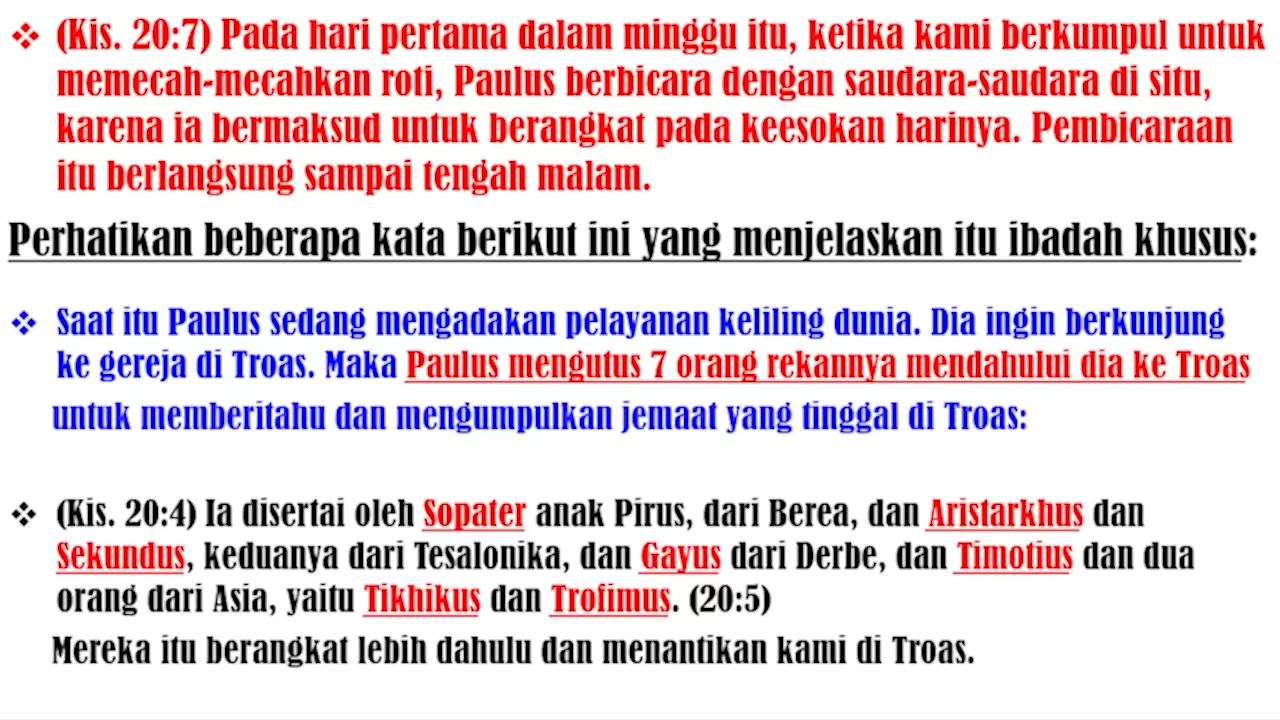 ❖ (Kis. 20:7) Pada hari pertama dalam minggu itu, ketika kami berkumpul untuk
memecah-mecahkan roti, Paulus berbicara dengan saudara-saudara di situ,
karena ia bermaksud untuk berangkat pada keesokan harinya. Pembicaraan
itu berlangsung sampai tengah malam.
Perhatikan beberapa kata berikut ini yang menjelaskan itu ibadah khusus:
❖ Saat itu Paulus sedang mengadakan pelayanan keliling dunia. Dia ingin berkunjung
ke gereja di Troas. Maka Paulus mengutus 7 orang rekannya mendahului dia ke Troas
untuk memberitahu dan mengumpulkan jemaat yang tinggal di Troas:
❖ (Kis. 20:4) Ia disertai oleh Sopater anak Pirus, dari Berea, dan Aristarkhus dan
Sekundus, keduanya dari Tesalonika, dan Gayus dari Derbe, dan Timotius dan dua
orang dari Asia, yaitu Tikhikus dan Trofimus. (20:5)
Mereka itu berangkat lebih dahulu dan menantikan kami di Troas.